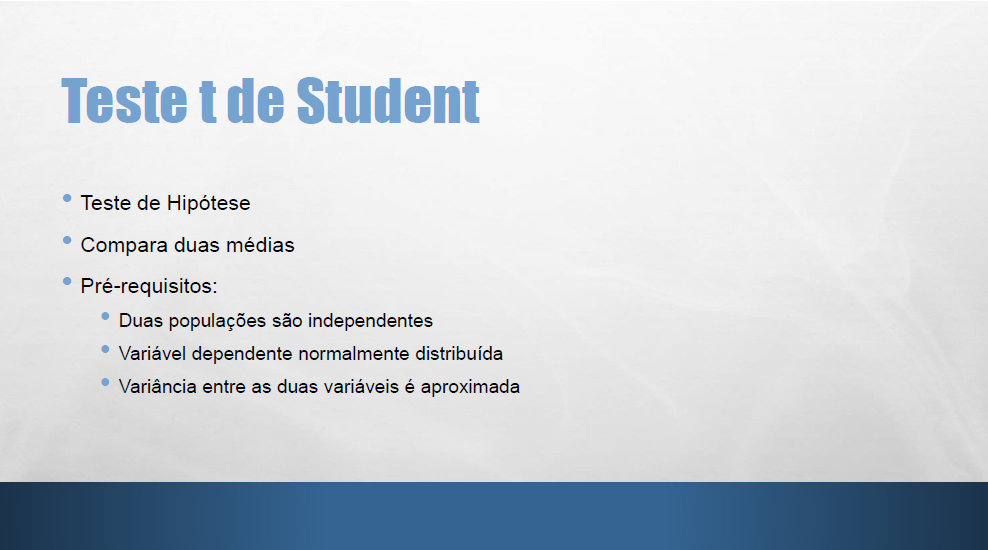 Teste t de Student
• Teste de Hipótese
• Compara duas médias
• Pré-requisitos:
• Duas populações são independentes
• Variável dependente normalmente distribuída
• Variância entre as duas variáveis é aproximada